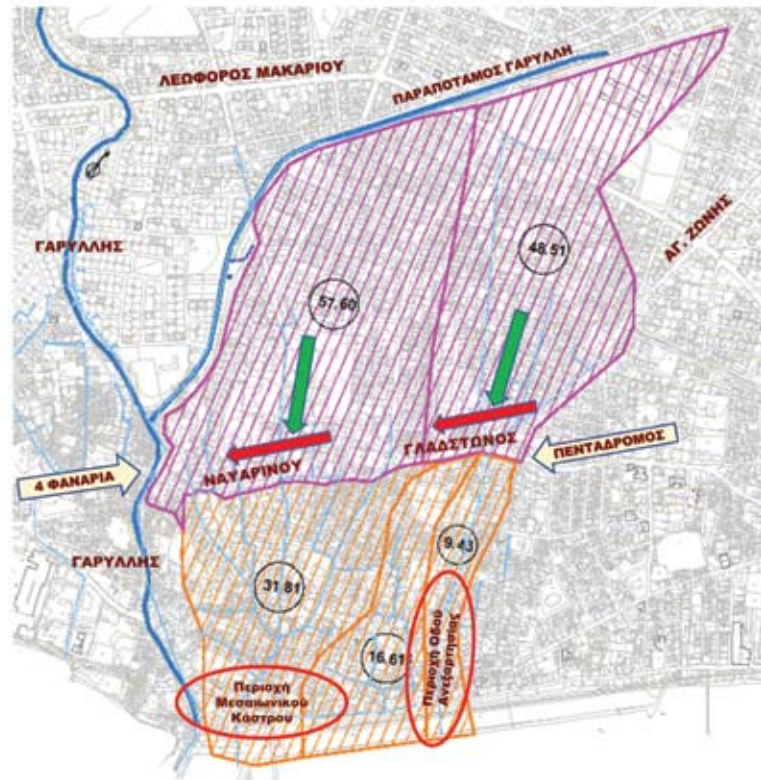 ΛΕΩΦΟΡΟΣ ΜΑΚΑΡΙΟΥ
ΠΑΡΑΠΟΤΑΜΟΣ ΓΑΡΥΛΛΗ
ΓΑΡΥΛΛΗΣ
ΑΓ. ΖΩΝΗΣ
48.51
57.60
ΓΛΑΔΣΤΩΝΟΣ
ΠΕΝΤΑΔΡΟΜΟΣ
ΝΑΥΑΡΙΝΟΥ
4 ΦΑΝΑΡΙΑ
ΓΑΡΥΛΛΗΣ
9.43
31.81
16.61
Περιοχή Οδού
Ανεξαρτησίας
Περιοχή
Μεσαιωνικού
Κάστρου